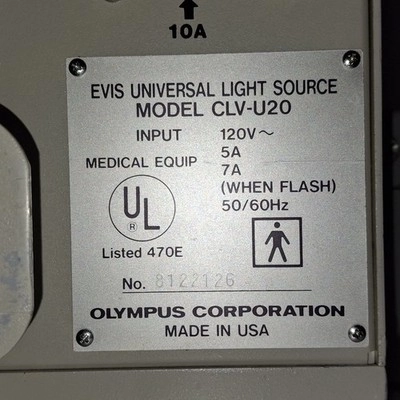 10A
EVIS UNIVERSAL LIGHT SOURCE
MODEL CLV-U20
INPUT 120V～
5A
MEDICAL EQUIP 7A
(WHEN FLASH)
50/60Hz
UL
®
Listed 470E
No. 8122126
OLYMPUS CORPORATION
MADE IN USA